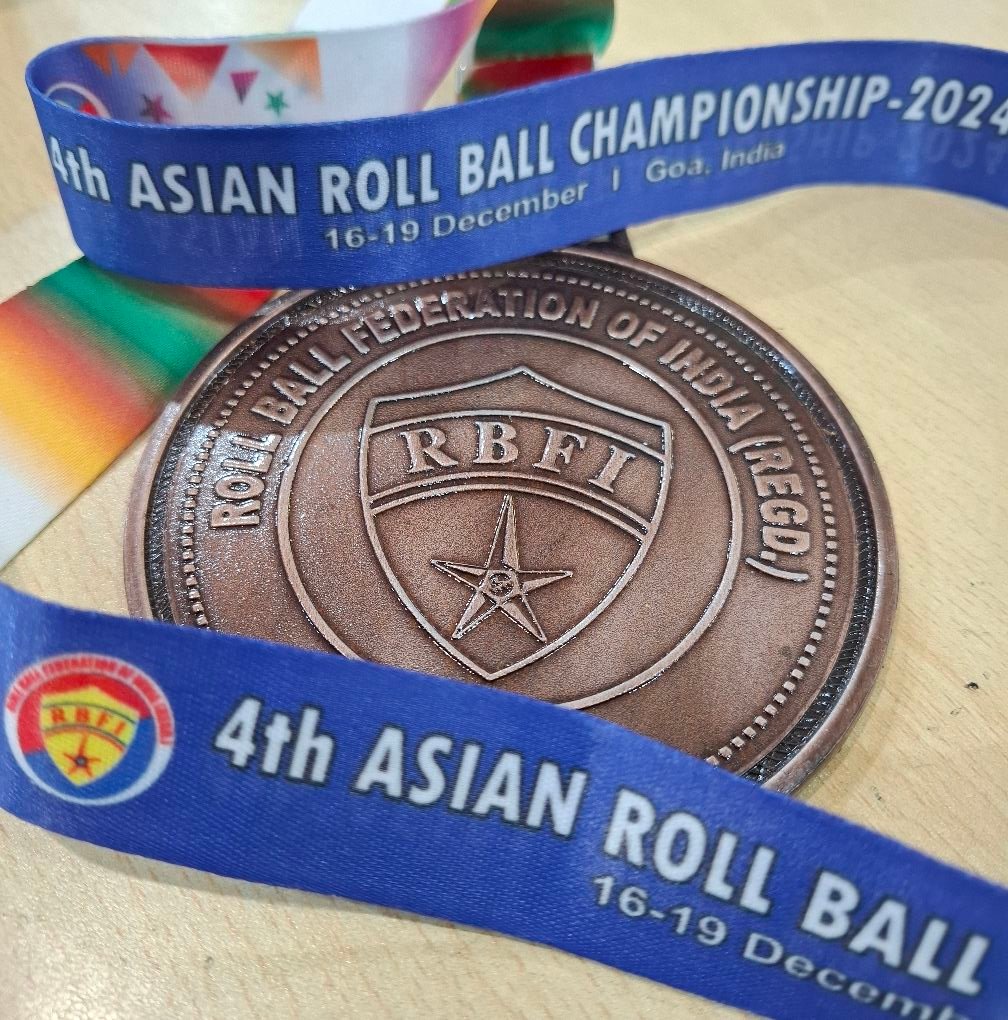 4th ASIAN ROLL BALL CHAMPIONSHIP-2024
16-19 December | Goa, India
ROLL BALL FEDERATION OF INDIA (REGD.)
RBFI
RBFI
4th ASIAN ROLL BALL
16-19 Decemb